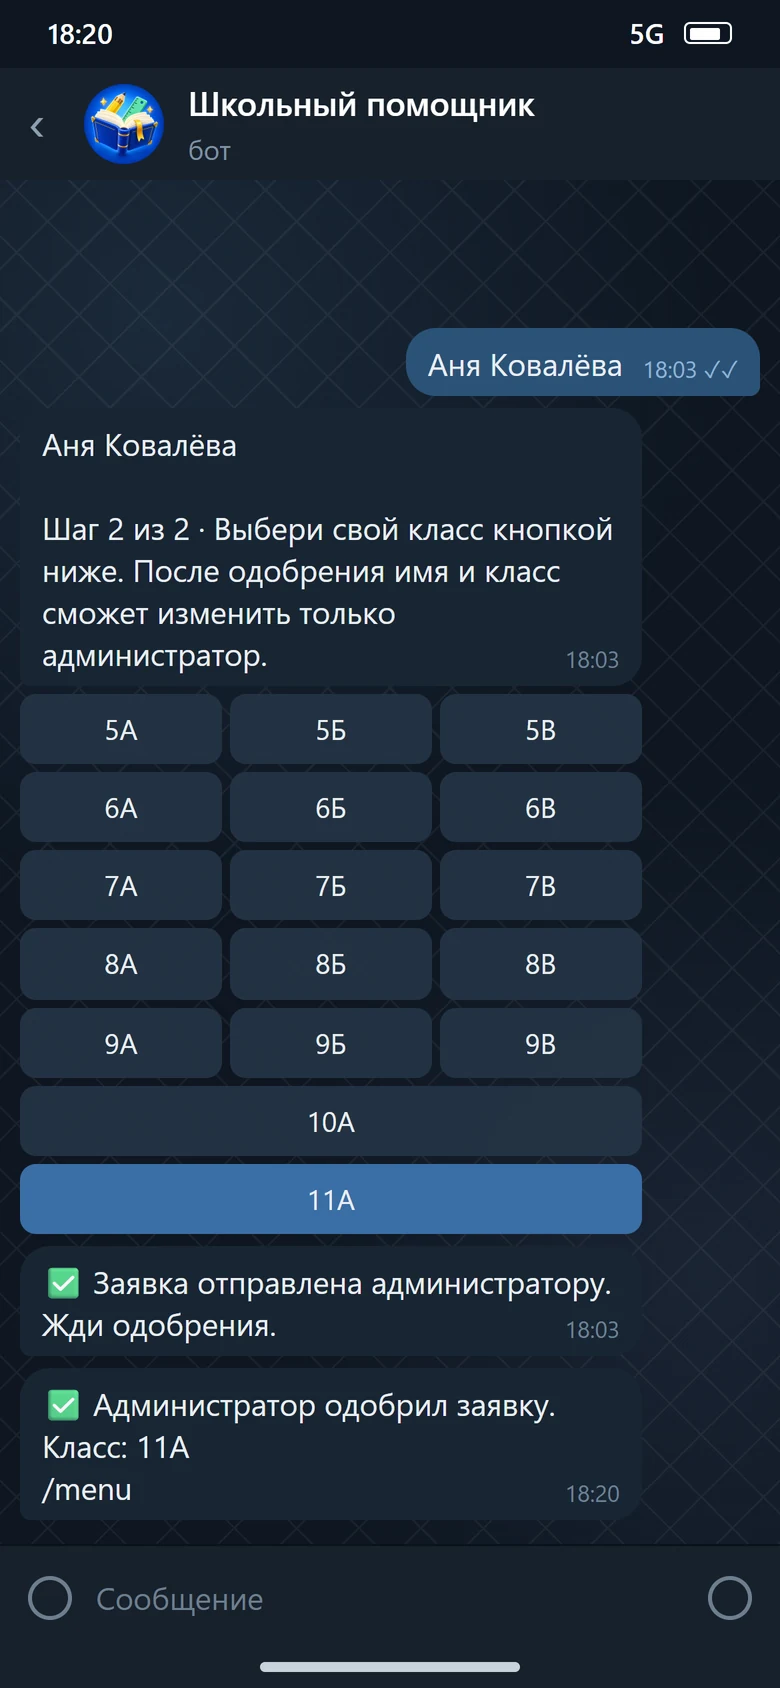 18:20
5G
Школьный помощник
бот
Аня Ковалёва 18:03
Аня Ковалёва
Шаг 2 из 2 · Выбери свой класс кнопкой
ниже. После одобрения имя и класс
сможет изменить только
администратор. 18:03
5А 5Б 5В
6А 6Б 6В
7А 7Б 7В
8А 8Б 8В
9А 9Б 9В
10А
11А
✅ Заявка отправлена администратору.
Жди одобрения. 18:03
✅ Администратор одобрил заявку.
Класс: 11А
/menu 18:20
Сообщение